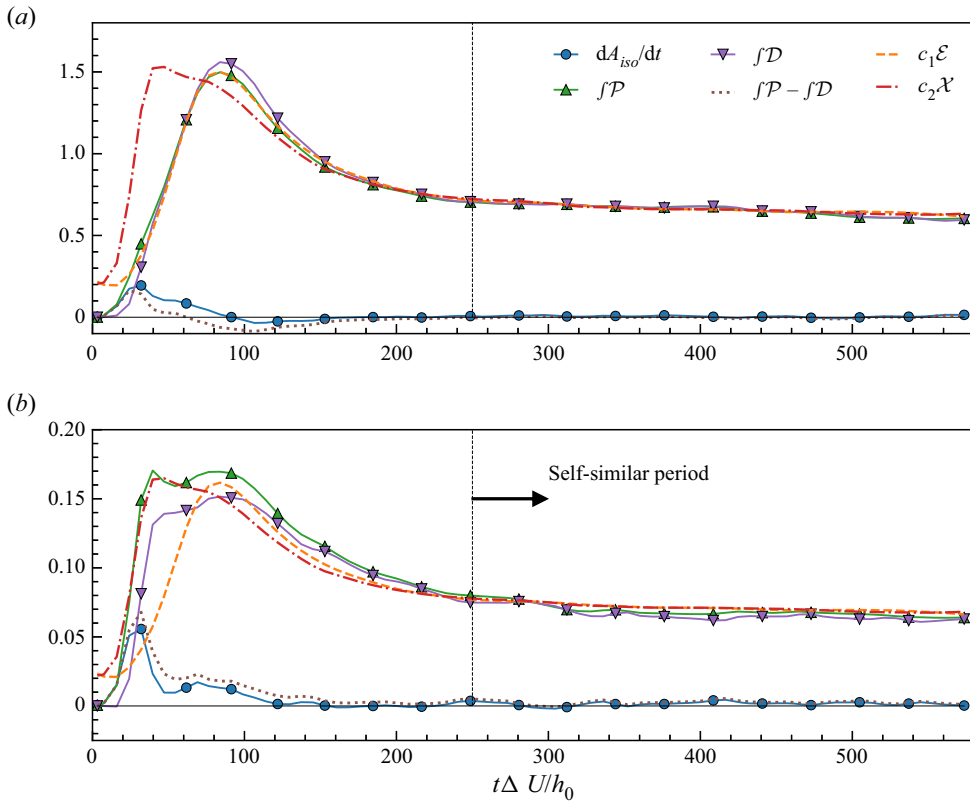 (a)
dA_iso/dt ∫𝒟 c₁ℰ
∫𝒫 ∫𝒫 – ∫𝒟 c₂𝒳
1.5
1.0
0.5
0
0 100 200 300 400 500
(b)
0.20
0.15
0.10
0.05
0
Self-similar period
0 100 200 300 400 500
tΔ U/h₀